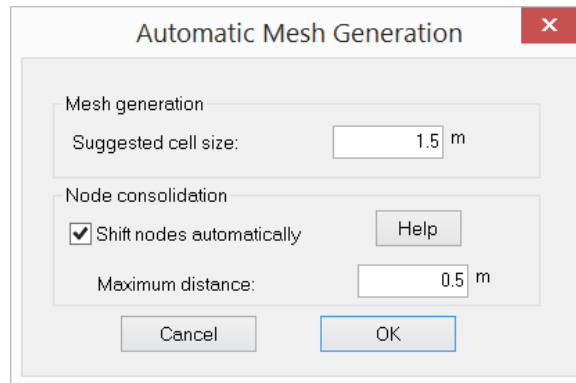 Automatic Mesh Generation
Mesh generation
Suggested cell size: 1.5 m
Node consolidation
Shift nodes automatically Help
Maximum distance: 0.5 m
Cancel OK